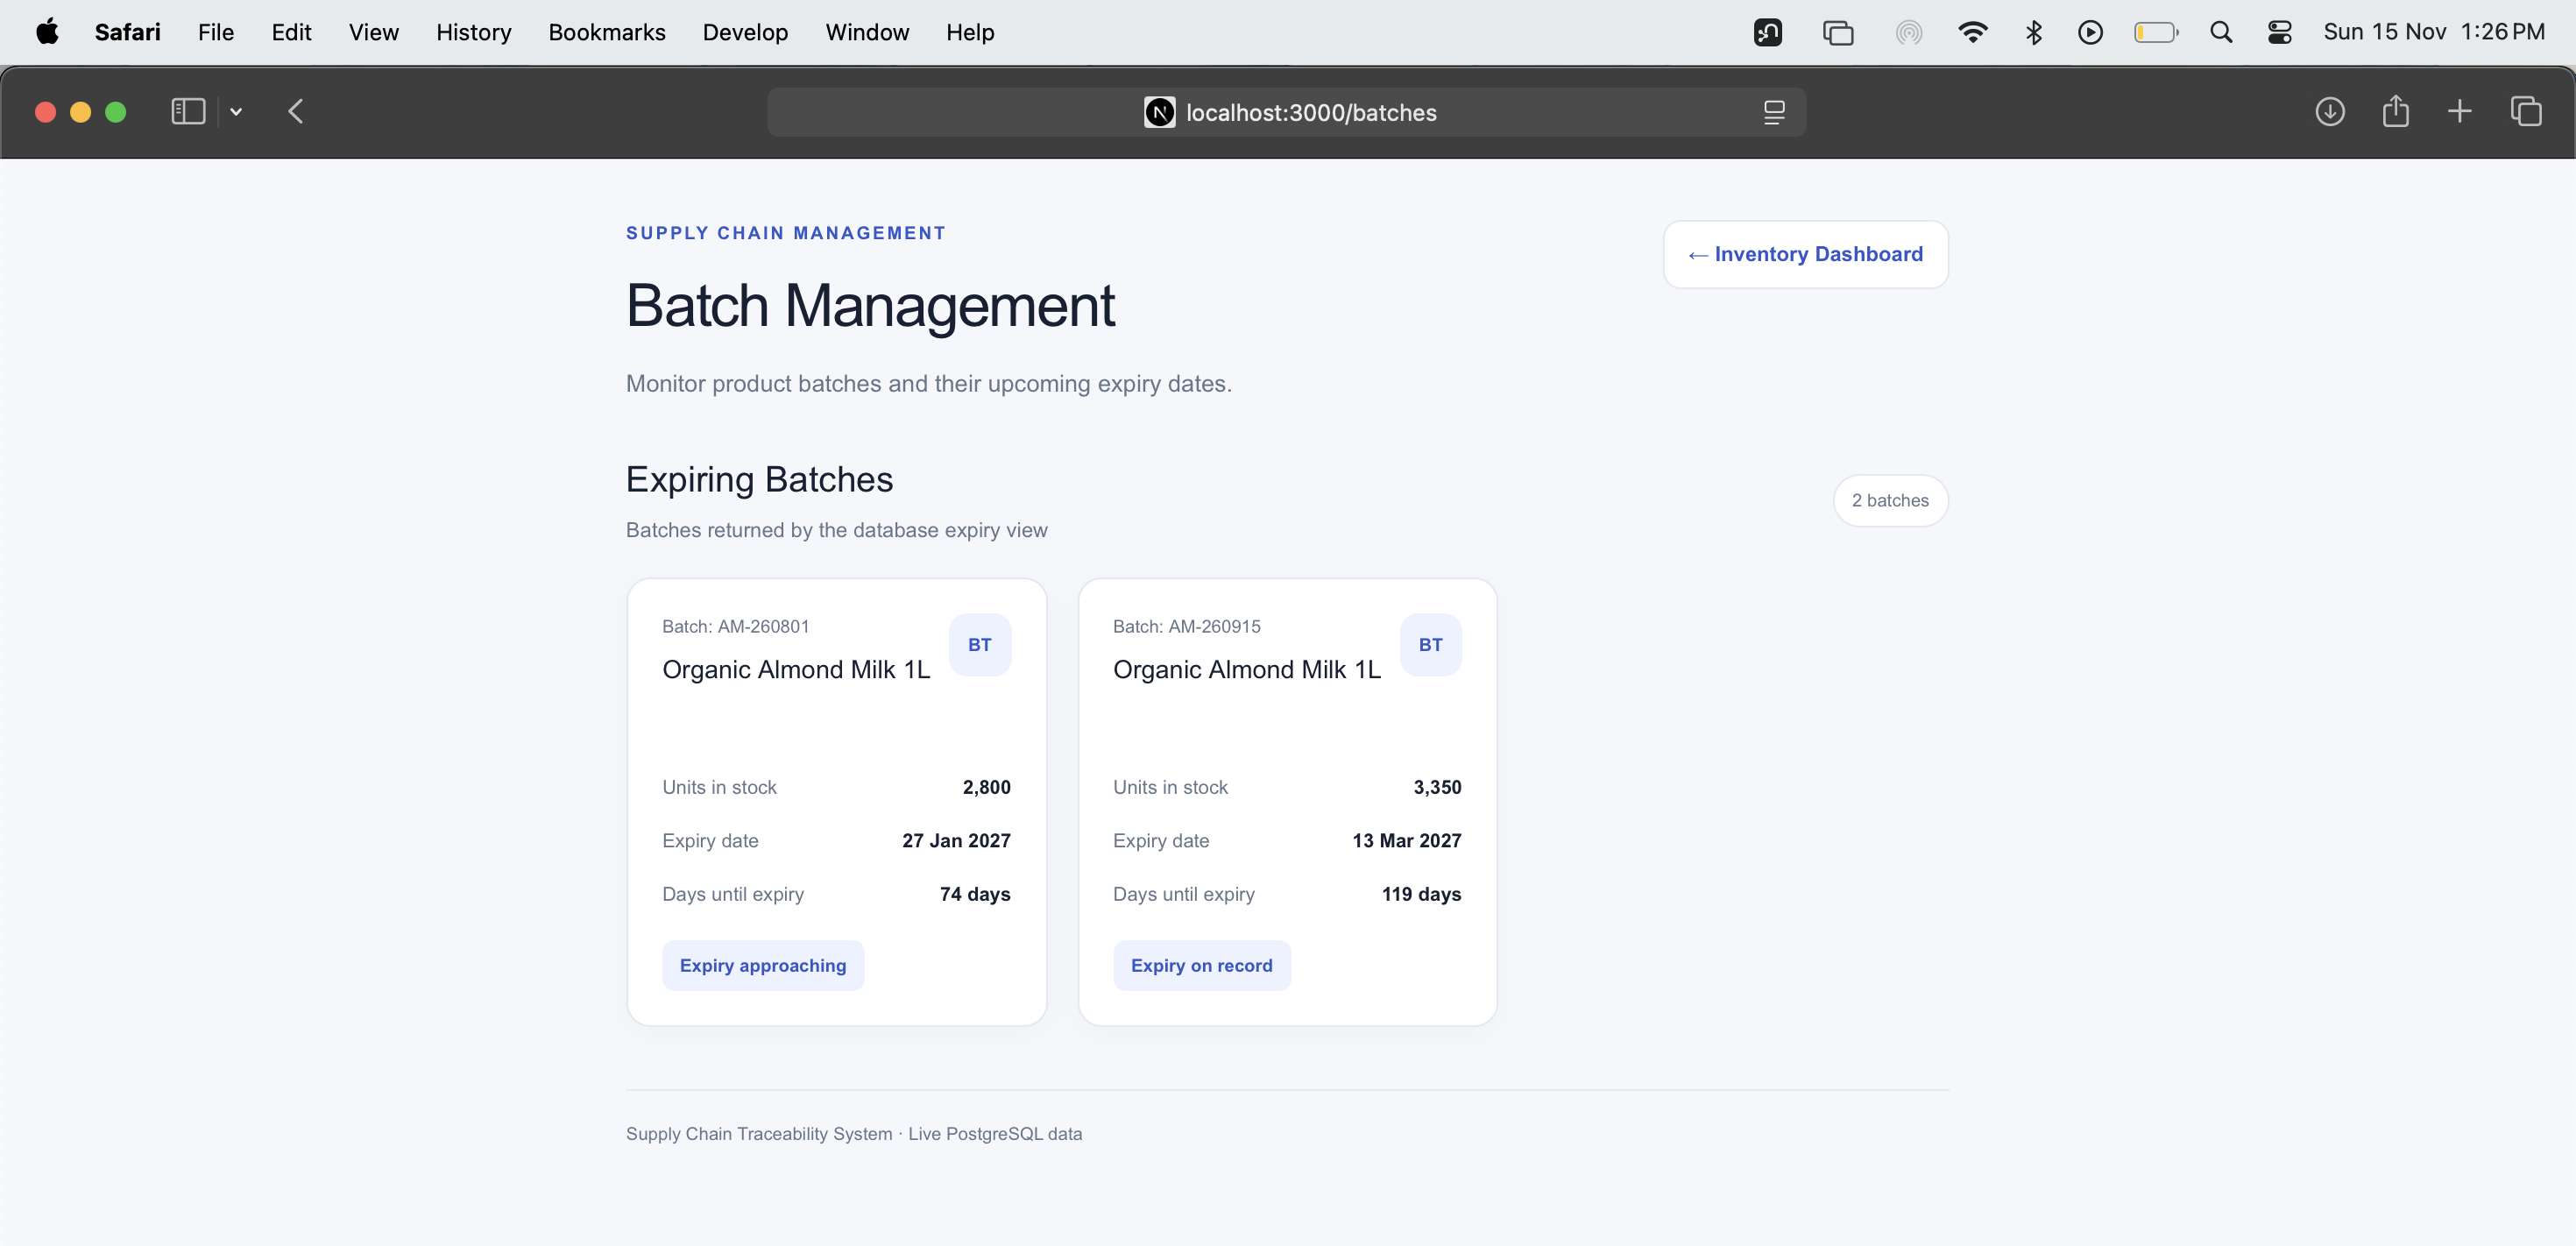 Safari File Edit View History Bookmarks Develop Window Help Sun 15 Nov 1:26 PM
localhost:3000/batches
SUPPLY CHAIN MANAGEMENT
← Inventory Dashboard
Batch Management
Monitor product batches and their upcoming expiry dates.
Expiring Batches
2 batches
Batches returned by the database expiry view
Batch: AM-260801
BT
Organic Almond Milk 1L
Units in stock 2,800
Expiry date 27 Jan 2027
Days until expiry 74 days
Expiry approaching
Batch: AM-260915
BT
Organic Almond Milk 1L
Units in stock 3,350
Expiry date 13 Mar 2027
Days until expiry 119 days
Expiry on record
Supply Chain Traceability System · Live PostgreSQL data